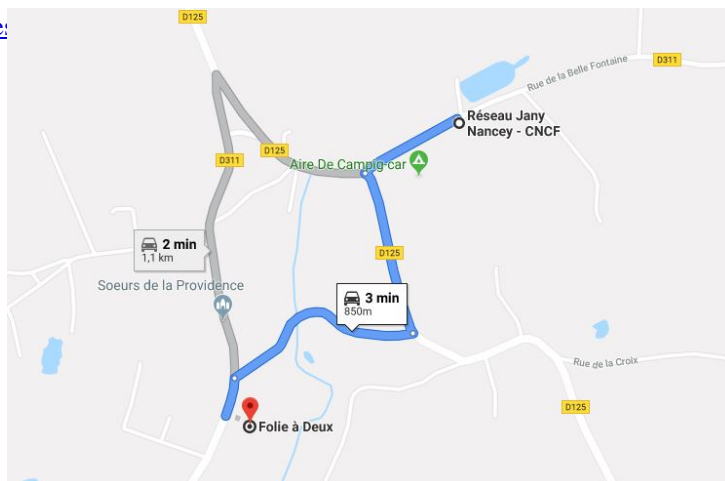 D125
Rue de la Belle Fontaine
D311
Réseau Jany
Nancey - CNCF
D311
D125
Aire De Campig-car
2 min
1,1 km
D125
Soeurs de la Providence
3 min
850m
Rue de la Croix
D125
Folie à Deux